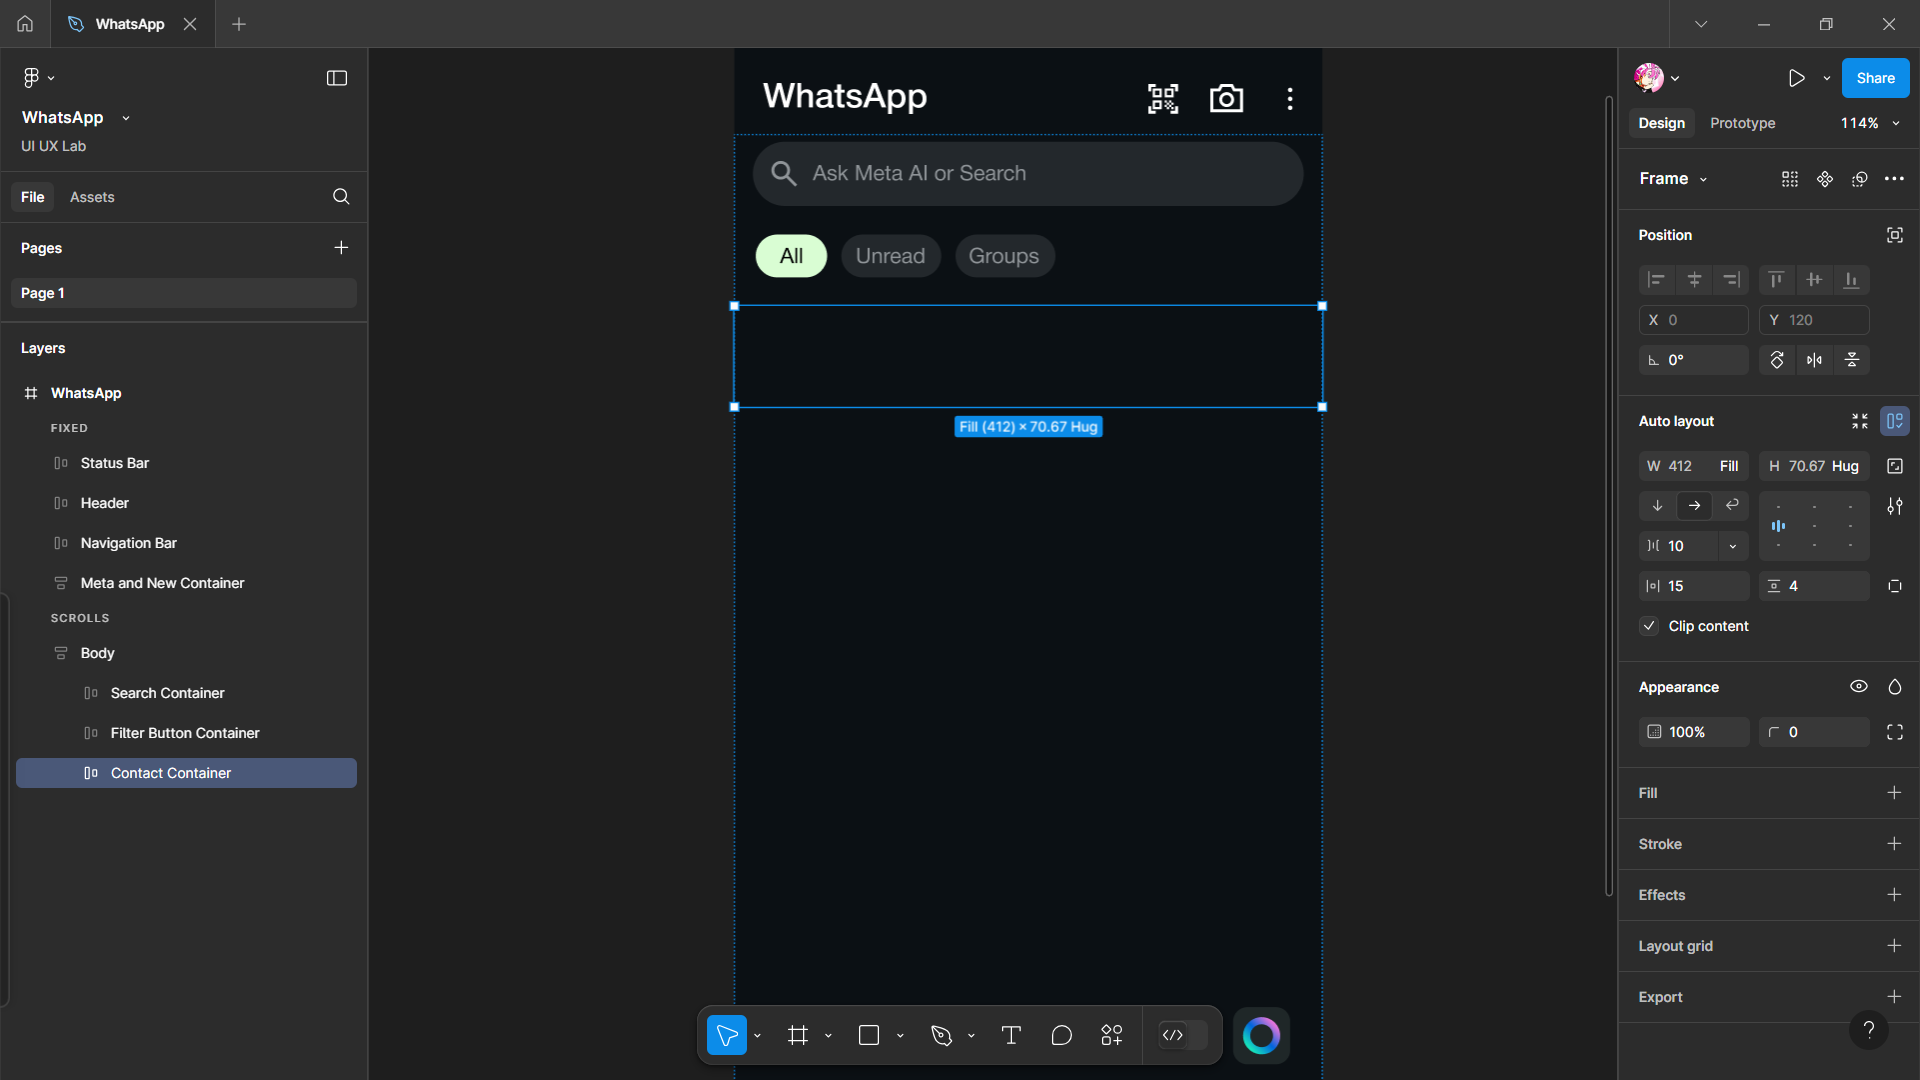 WhatsApp
WhatsApp
UI UX Lab
File Assets
Pages
Page 1
Layers
WhatsApp
FIXED
Status Bar
Header
Navigation Bar
Meta and New Container
SCROLLS
Body
Search Container
Filter Button Container
Contact Container
WhatsApp
Ask Meta AI or Search
All Unread Groups
Fill (412) × 70.67 Hug
Share
Design Prototype 114%
Frame
Position
X 0 Y 120
0°
Auto layout
W 412 Fill H 70.67 Hug
10
15 4
Clip content
Appearance
100% 0
Fill
Stroke
Effects
Layout grid
Export
?